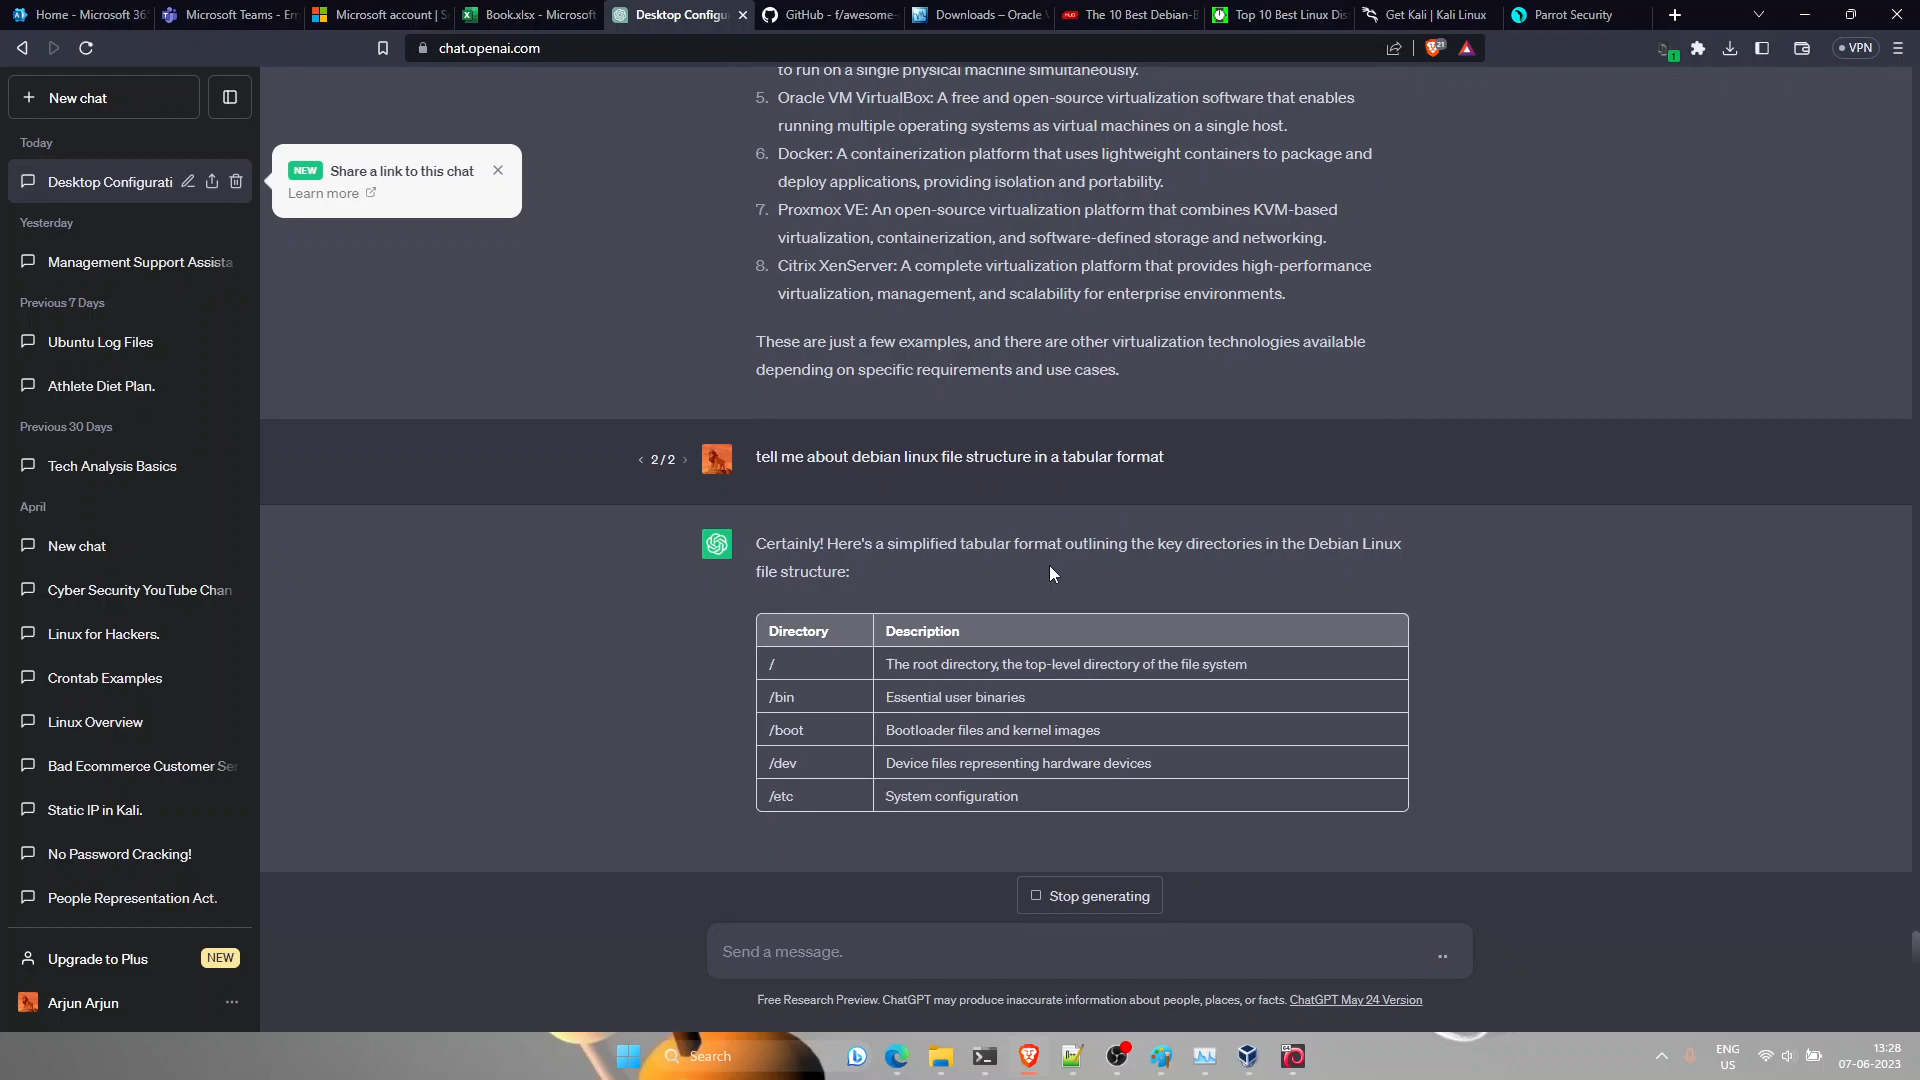 Home - Microsoft 36
Microsoft Teams - Em
Microsoft account | S
Book.xlsx - Microsoft
Desktop Configu
GitHub - f/awesome-
Downloads – Oracle V
The 10 Best Debian-B
Top 10 Best Linux Dis
Get Kali | Kali Linux
Parrot Security
chat.openai.com
21
1
VPN
New chat
Today
Desktop Configurati
Yesterday
Management Support Assista
Previous 7 Days
Ubuntu Log Files
Athlete Diet Plan.
Previous 30 Days
Tech Analysis Basics
April
New chat
Cyber Security YouTube Chan
Linux for Hackers.
Crontab Examples
Linux Overview
Bad Ecommerce Customer Ser
Static IP in Kali.
No Password Cracking!
People Representation Act.
Upgrade to Plus
NEW
Arjun Arjun
NEW Share a link to this chat
Learn more
to run on a single physical machine simultaneously.
5. Oracle VM VirtualBox: A free and open-source virtualization software that enables
running multiple operating systems as virtual machines on a single host.
6. Docker: A containerization platform that uses lightweight containers to package and
deploy applications, providing isolation and portability.
7. Proxmox VE: An open-source virtualization platform that combines KVM-based
virtualization, containerization, and software-defined storage and networking.
8. Citrix XenServer: A complete virtualization platform that provides high-performance
virtualization, management, and scalability for enterprise environments.
These are just a few examples, and there are other virtualization technologies available
depending on specific requirements and use cases.
2 / 2
tell me about debian linux file structure in a tabular format
Certainly! Here's a simplified tabular format outlining the key directories in the Debian Linux
file structure:
Directory Description
/ The root directory, the top-level directory of the file system
/bin Essential user binaries
/boot Bootloader files and kernel images
/dev Device files representing hardware devices
/etc System configuration
Stop generating
Send a message.
Free Research Preview. ChatGPT may produce inaccurate information about people, places, or facts. ChatGPT May 24 Version
Search
ENG
US
13:28
07-06-2023